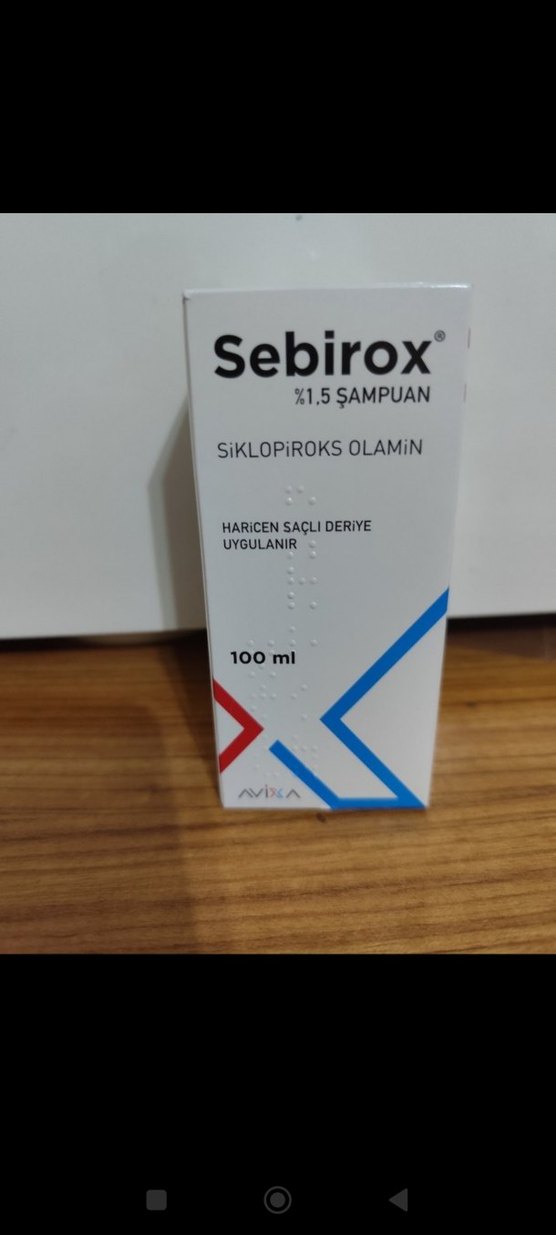 Sebirox®
%1,5 ŞAMPUAN
SiKLOPiROKS OLAMiN
HARiCEN SAÇLI DERiYE
UYGULANIR
100 ml
AViXA